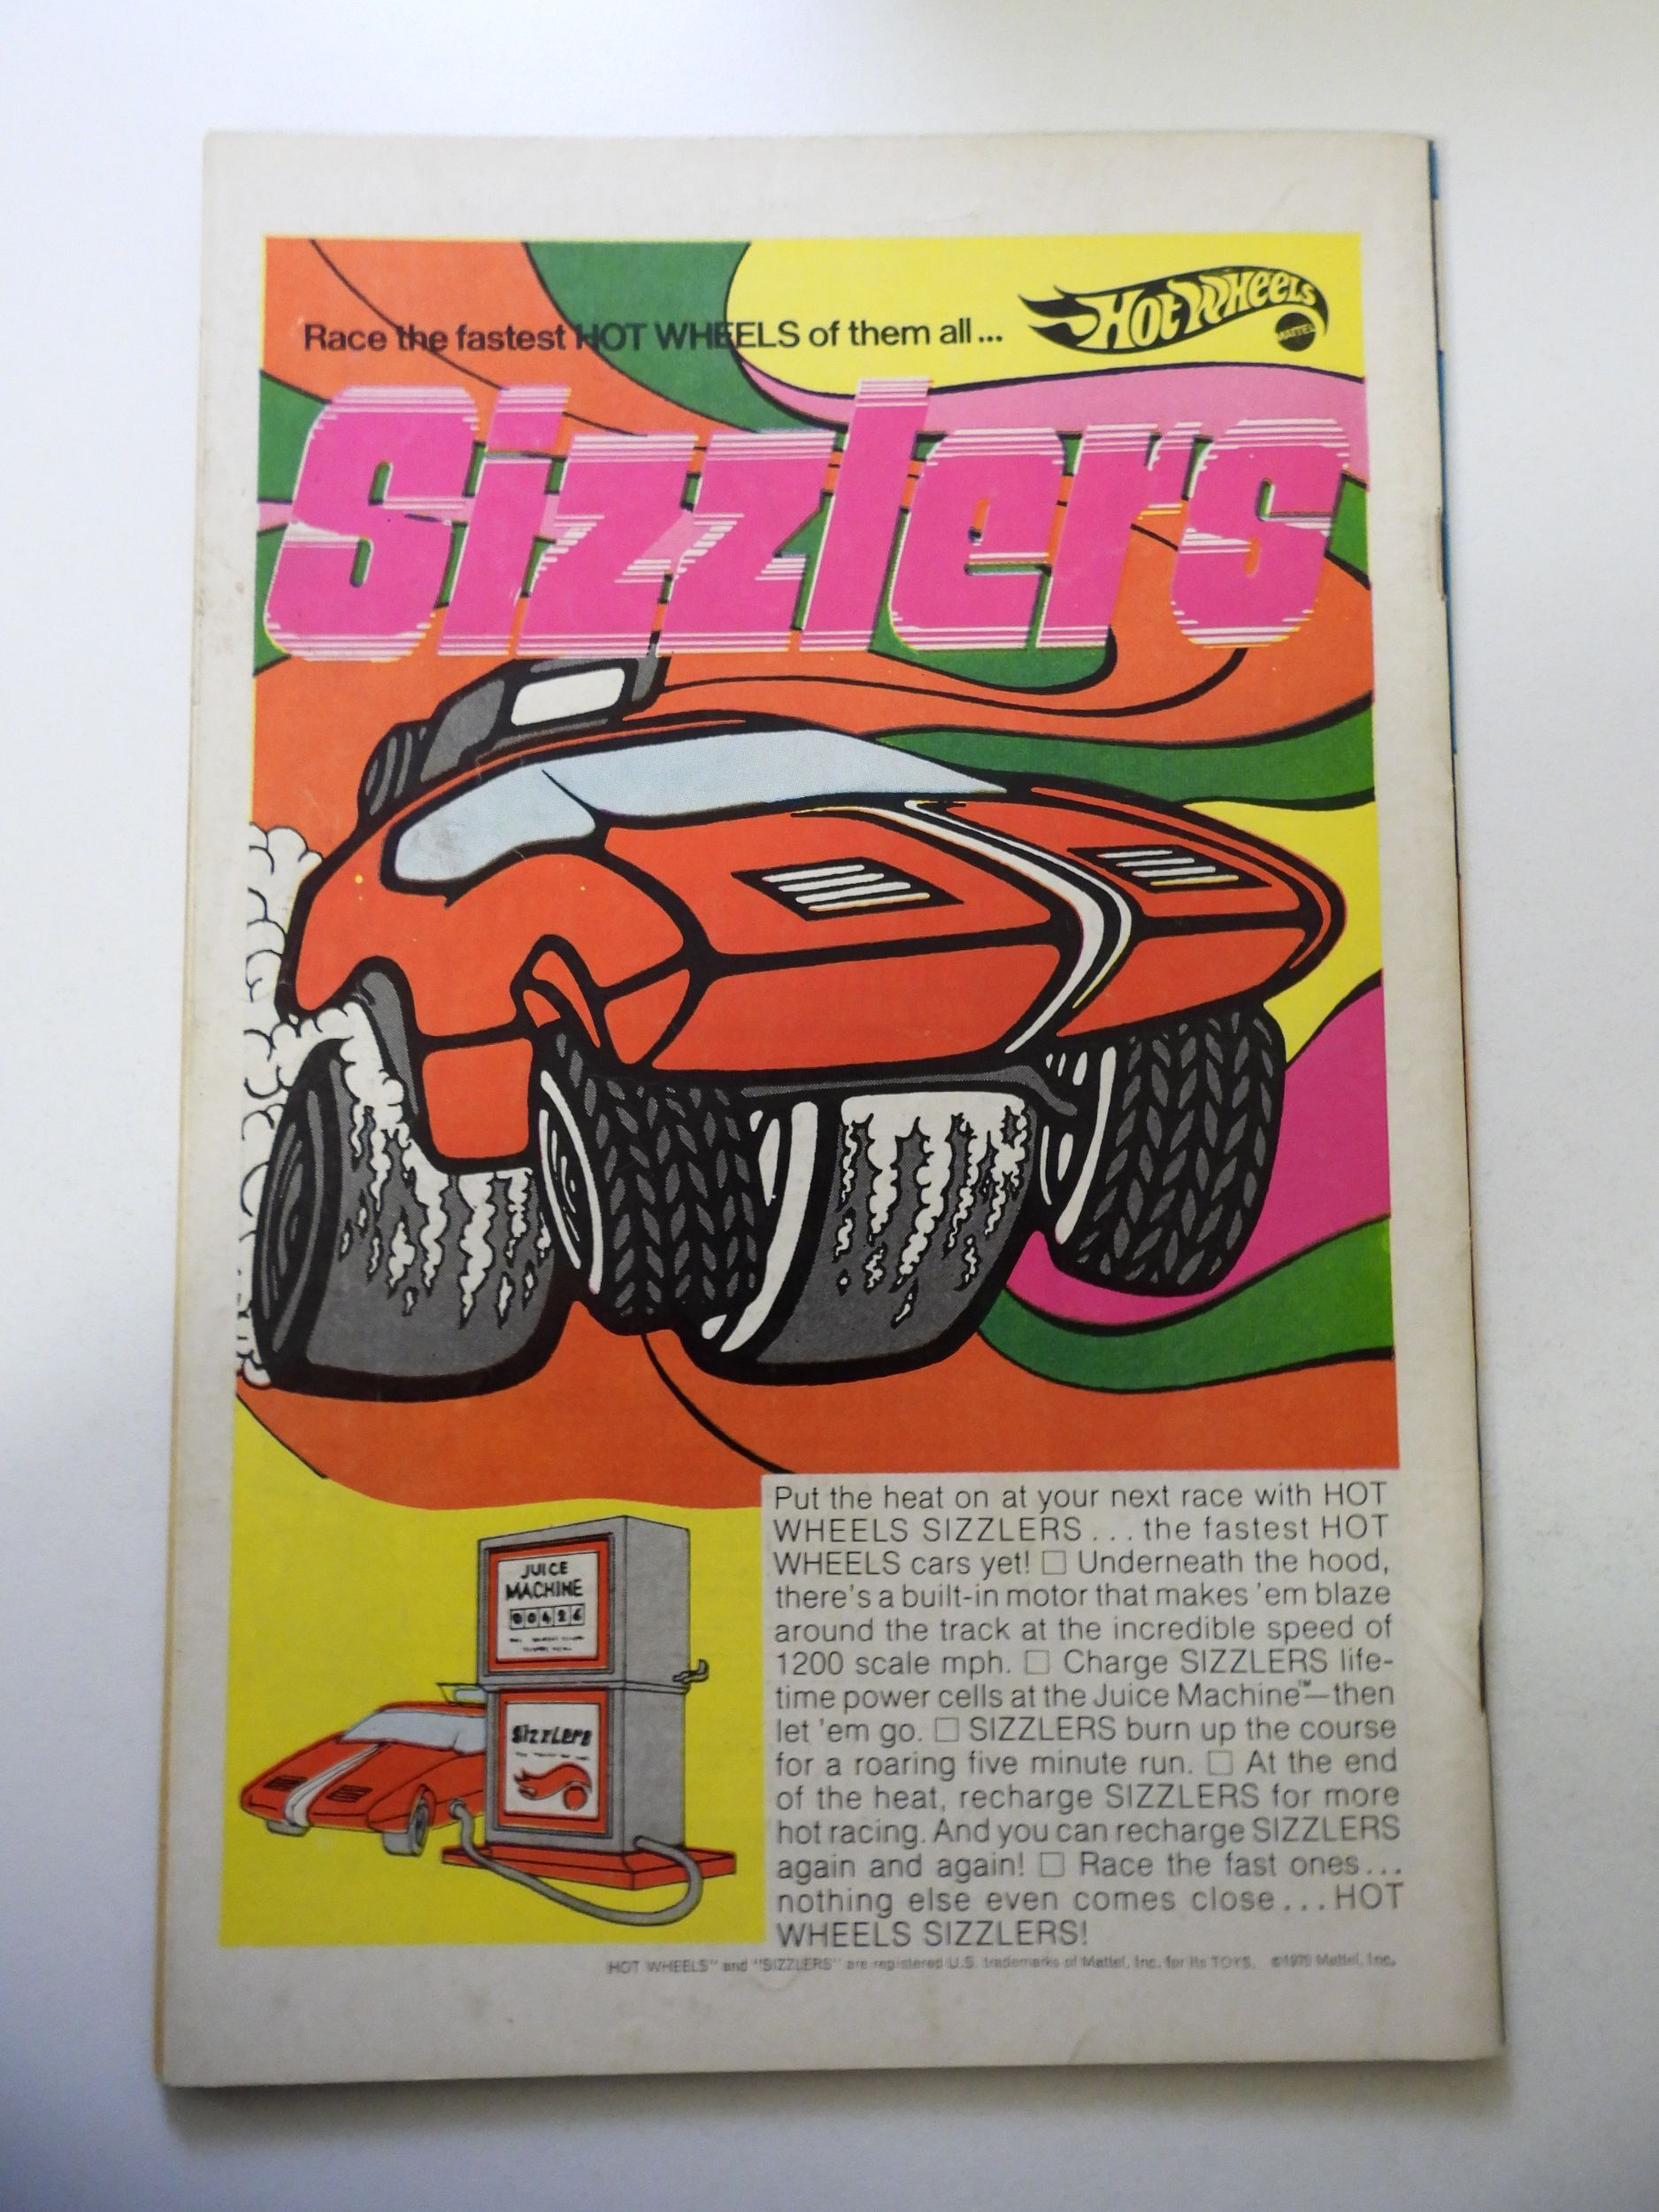 Race the fastest HOT WHEELS of them all...
Hot Wheels
MATTEL
Sizzlers
Put the heat on at your next race with HOT
WHEELS SIZZLERS... the fastest HOT
WHEELS cars yet! □ Underneath the hood,
there's a built-in motor that makes 'em blaze
around the track at the incredible speed of
1200 scale mph. □ Charge SIZZLERS life-
time power cells at the Juice Machine™—then
let 'em go. □ SIZZLERS burn up the course
for a roaring five minute run. □ At the end
of the heat, recharge SIZZLERS for more
hot racing. And you can recharge SIZZLERS
again and again! □ Race the fast ones...
nothing else even comes close...HOT
WHEELS SIZZLERS!
JUICE
MACHINE
00426
Sizzlers
HOT WHEELS" and "SIZZLERS" are registered U.S. trademarks of Mattel, Inc. for its TOYS. ©1970 Mattel, Inc.